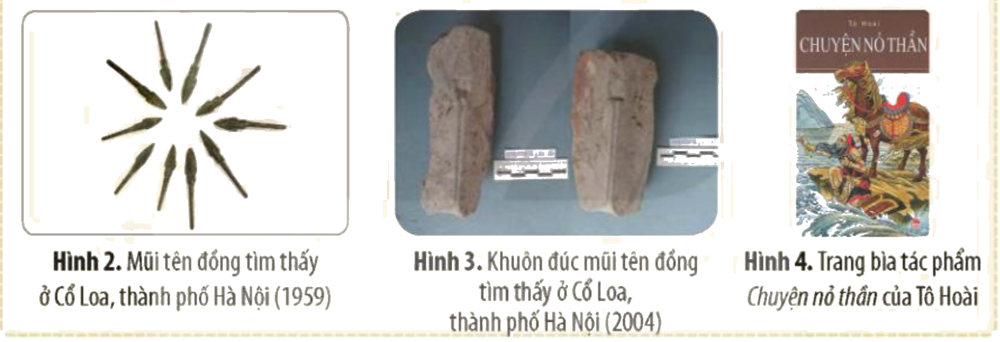 Tô Hoài
CHUYỆN NỎ THẦN
Hình 2. Mũi tên đồng tìm thấy
ở Cổ Loa, thành phố Hà Nội (1959)
Hình 3. Khuôn đúc mũi tên đồng
tìm thấy ở Cổ Loa,
thành phố Hà Nội (2004)
Hình 4. Trang bìa tác phẩm
Chuyện nỏ thần của Tô Hoài